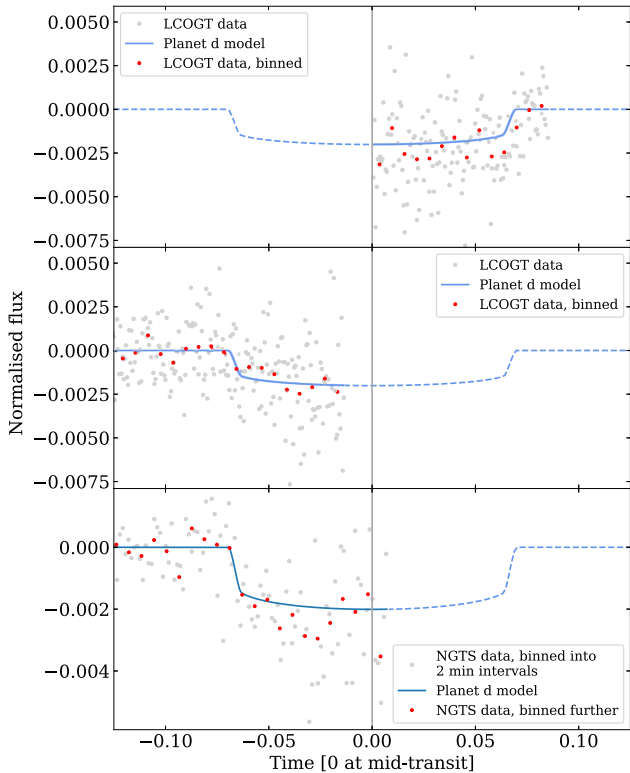 0.0050
0.0025
0.0000
−0.0025
−0.0050
−0.0075
LCOGT data
Planet d model
LCOGT data, binned
0.0050
0.0025
0.0000
−0.0025
−0.0050
−0.0075
LCOGT data
Planet d model
LCOGT data, binned
Normalised flux
0.000
−0.002
−0.004
NGTS data, binned into
2 min intervals
Planet d model
NGTS data, binned further
−0.10 −0.05 0.00 0.05 0.10
Time [0 at mid-transit]